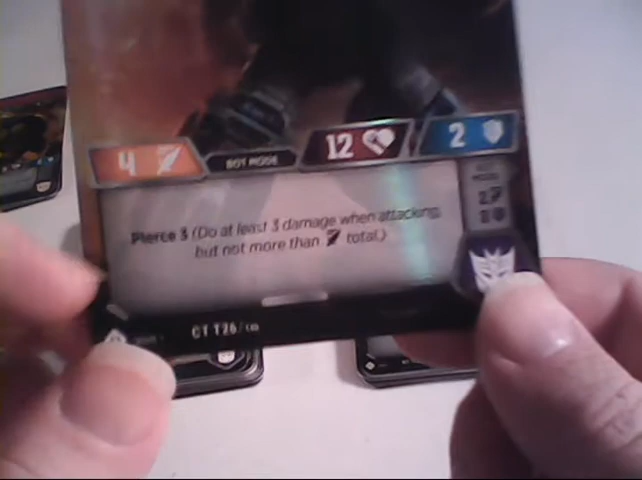 4
BOT MODE
12
2
Pierce 3 (Do at least 3 damage when attacking,
but not more than total.)
MODE
CT T26/